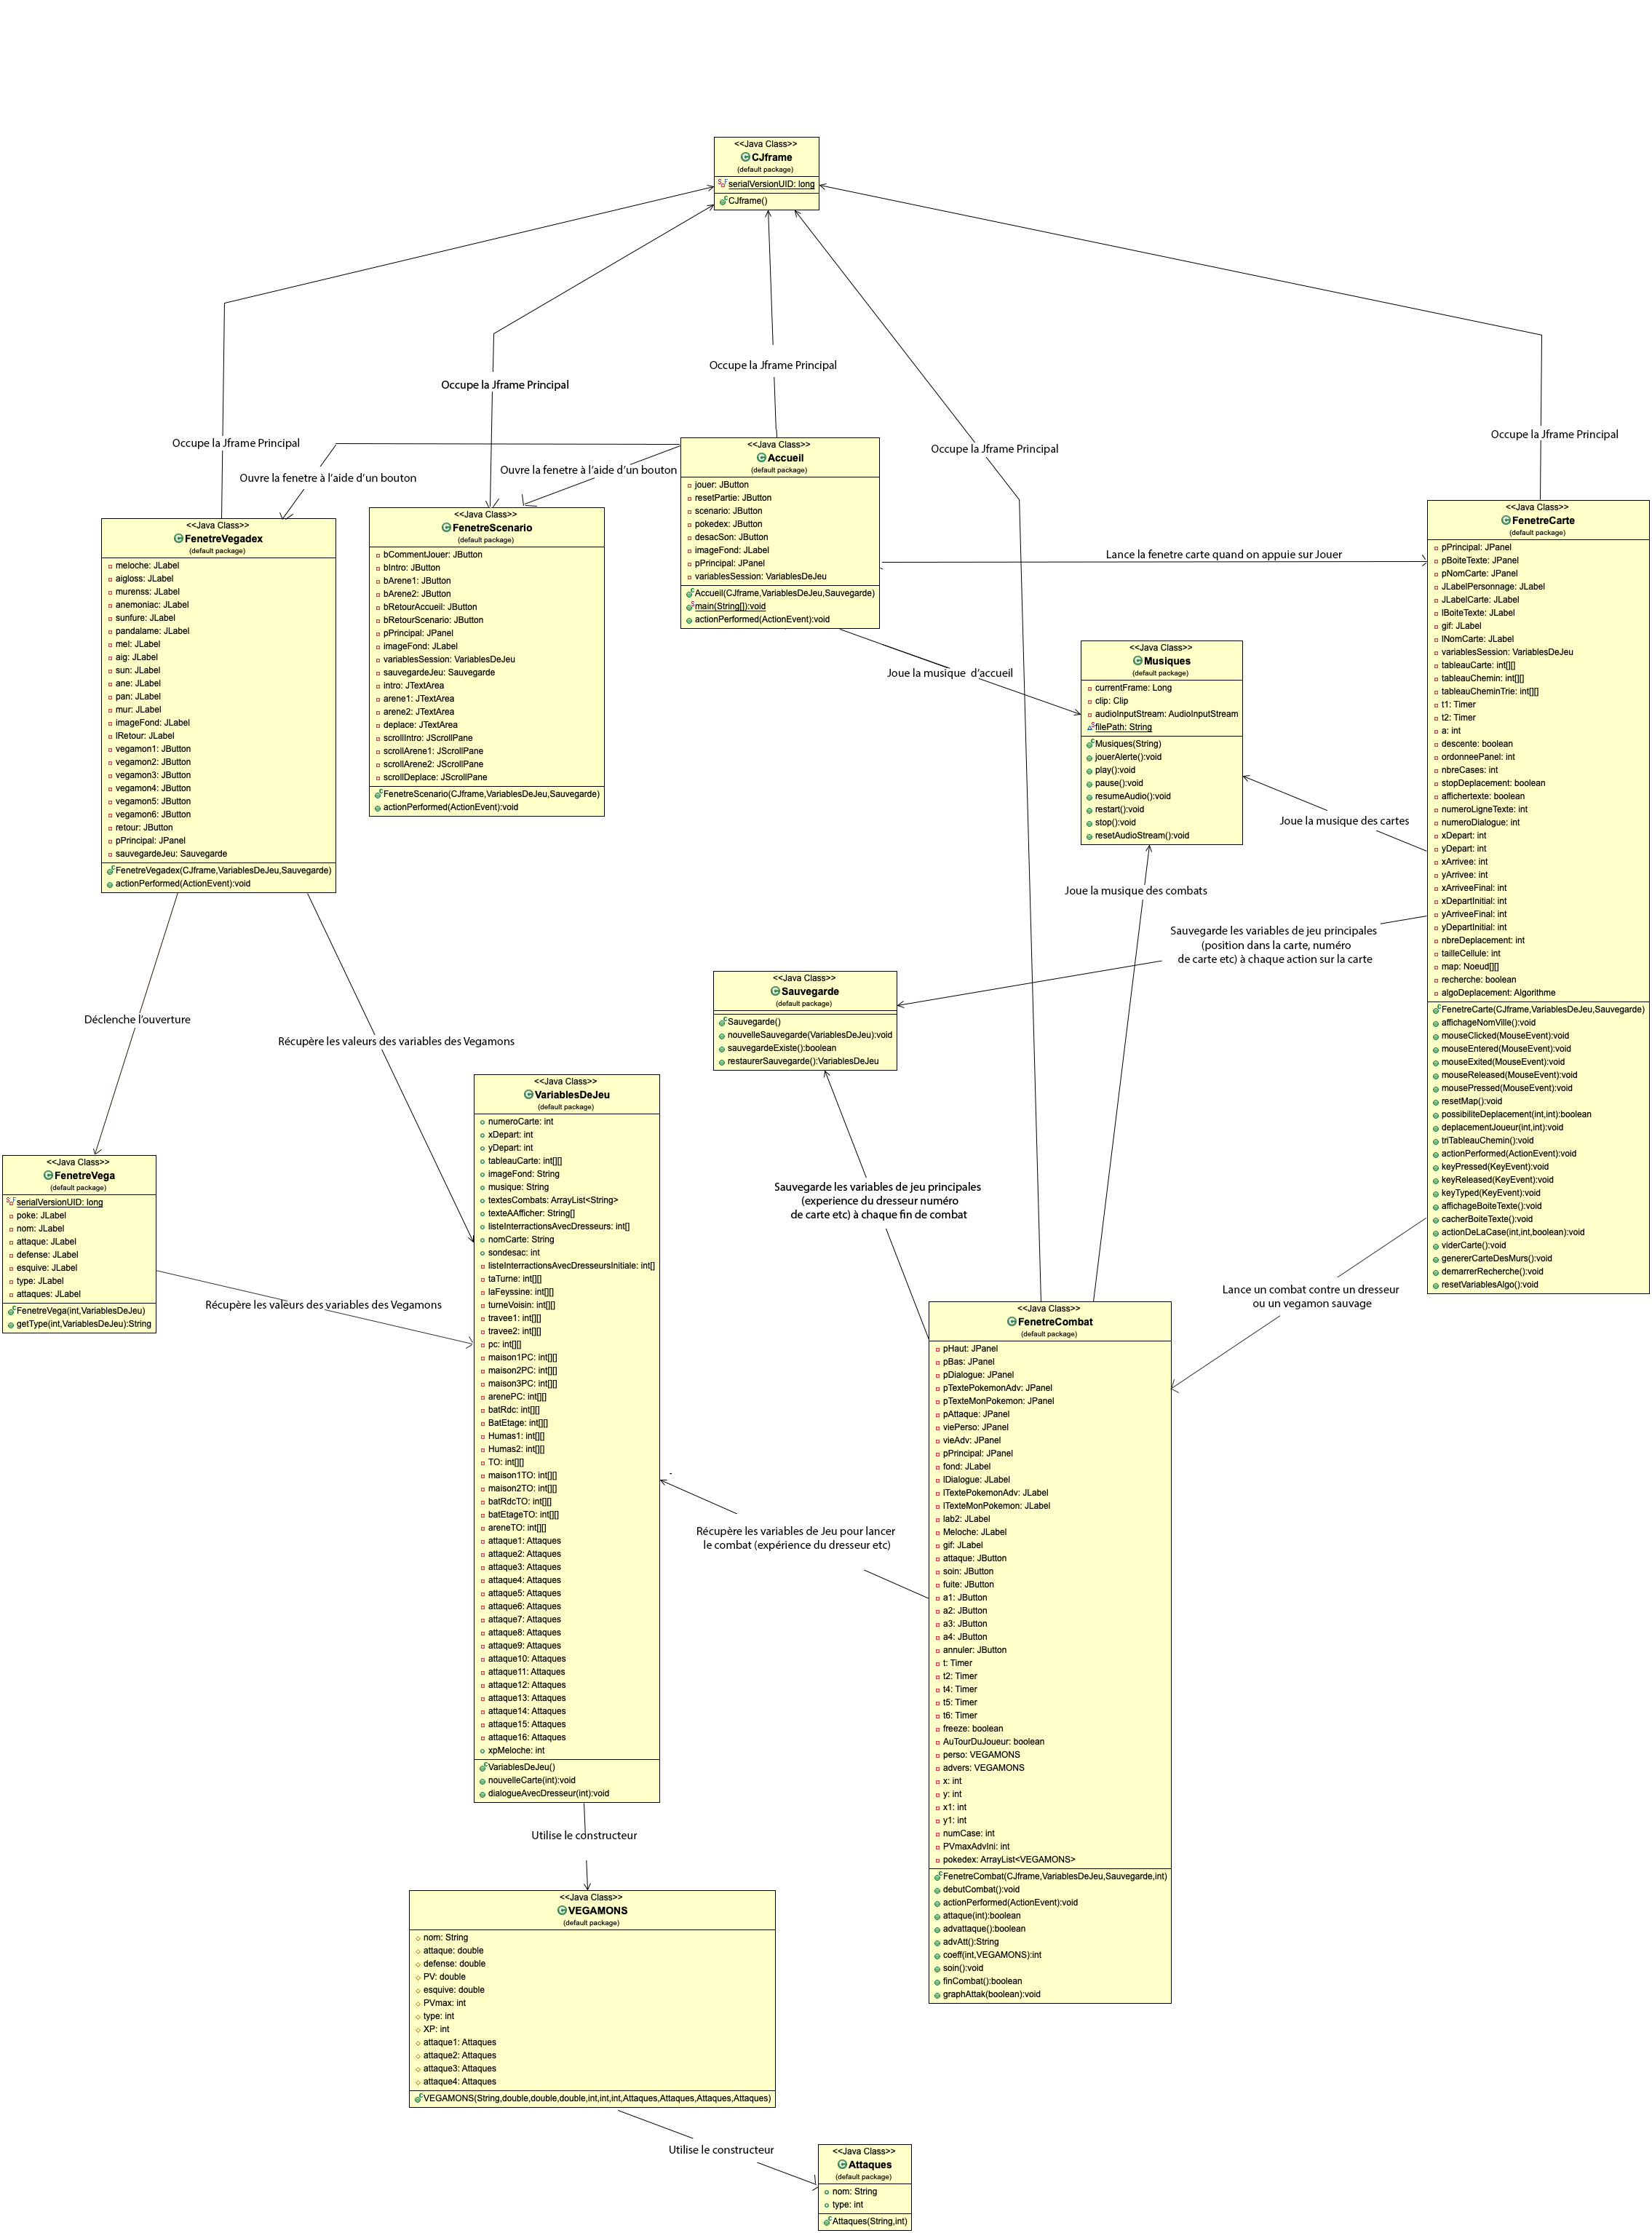 <<Java Class>>
CJframe
(default package)
serialVersionUID: long
CJframe()
Occupe la Jframe Principal
Occupe la Jframe Principal
Occupe la Jframe Principal
Occupe la Jframe Principal
Occupe la Jframe Principal
Ouvre la fenetre à l'aide d'un bouton
Ouvre la fenetre à l'aide d'un bouton
<<Java Class>>
Accueil
(default package)
jouer: JButton
resetPartie: JButton
scenario: JButton
pokedex: JButton
desacSon: JButton
imageFond: JLabel
pPrincipal: JPanel
variablesSession: VariablesDeJeu
Accueil(CJframe,VariablesDeJeu,Sauvegarde)
main(String[]):void
actionPerformed(ActionEvent):void
<<Java Class>>
FenetreVegadex
(default package)
meloche: JLabel
aigloss: JLabel
murenss: JLabel
anemoniac: JLabel
sunfure: JLabel
pandalame: JLabel
mel: JLabel
aig: JLabel
sun: JLabel
ane: JLabel
pan: JLabel
mur: JLabel
imageFond: JLabel
lRetour: JLabel
vegamon1: JButton
vegamon2: JButton
vegamon3: JButton
vegamon4: JButton
vegamon5: JButton
vegamon6: JButton
retour: JButton
pPrincipal: JPanel
sauvegardeJeu: Sauvegarde
FenetreVegadex(CJframe,VariablesDeJeu,Sauvegarde)
actionPerformed(ActionEvent):void
<<Java Class>>
FenetreScenario
(default package)
bCommentJouer: JButton
bIntro: JButton
bArene1: JButton
bArene2: JButton
bRetourAccueil: JButton
bRetourScenario: JButton
pPrincipal: JPanel
imageFond: JLabel
variablesSession: VariablesDeJeu
sauvegardeJeu: Sauvegarde
intro: JTextArea
arene1: JTextArea
arene2: JTextArea
deplace: JTextArea
scrollIntro: JScrollPane
scrollArene1: JScrollPane
scrollArene2: JScrollPane
scrollDeplace: JScrollPane
FenetreScenario(CJframe,VariablesDeJeu,Sauvegarde)
actionPerformed(ActionEvent):void
Lance la fenetre carte quand on appuie sur Jouer
<<Java Class>>
FenetreCarte
(default package)
pPrincipal: JPanel
pBoiteTexte: JPanel
pNomCarte: JPanel
JLabelPersonnage: JLabel
JLabelCarte: JLabel
lBoiteTexte: JLabel
gif: JLabel
lNomCarte: JLabel
variablesSession: VariablesDeJeu
tableauCarte: int[][]
tableauChemin: int[][]
tableauCheminTrie: int[][]
t1: Timer
t2: Timer
a: int
descente: boolean
ordonneePanel: int
nbreCases: int
stopDeplacement: boolean
affichertexte: boolean
numeroLigneTexte: int
numeroDialogue: int
xDepart: int
yDepart: int
xArrivee: int
yArrivee: int
xArriveeFinal: int
xDepartInitial: int
yArriveeFinal: int
yDepartInitial: int
nbreDeplacement: int
tailleCellule: int
map: Noeud[][]
recherche: boolean
algoDeplacement: Algorithme
FenetreCarte(CJframe,VariablesDeJeu,Sauvegarde)
affichageNomVille():void
mouseClicked(MouseEvent):void
mouseEntered(MouseEvent):void
mouseExited(MouseEvent):void
mouseReleased(MouseEvent):void
mousePressed(MouseEvent):void
resetMap():void
possibiliteDeplacement(int,int):boolean
deplacementJoueur(int,int):void
triTableauChemin():void
actionPerformed(ActionEvent):void
keyPressed(KeyEvent):void
keyReleased(KeyEvent):void
keyTyped(KeyEvent):void
affichageBoiteTexte():void
cacherBoiteTexte():void
actionDeLaCase(int,int,boolean):void
viderCarte():void
genererCarteDesMurs():void
demarrerRecherche():void
resetVariablesAlgo():void
Joue la musique d'accueil
<<Java Class>>
Musiques
(default package)
currentFrame: Long
clip: Clip
audioInputStream: AudioInputStream
filePath: String
Musiques(String)
jouerAlerte():void
play():void
pause():void
resumeAudio():void
restart():void
stop():void
resetAudioStream():void
Joue la musique des cartes
Joue la musique des combats
Sauvegarde les variables de jeu principales
(position dans la carte, numéro
de carte etc) à chaque action sur la carte
<<Java Class>>
Sauvegarde
(default package)
Sauvegarde()
nouvelleSauvegarde(VariablesDeJeu):void
sauvegardeExiste():boolean
restaurerSauvegarde():VariablesDeJeu
Déclenche l'ouverture
Récupère les valeurs des variables des Vegamons
<<Java Class>>
FenetreVega
(default package)
serialVersionUID: long
poke: JLabel
nom: JLabel
attaque: JLabel
defense: JLabel
esquive: JLabel
type: JLabel
attaques: JLabel
FenetreVega(int,VariablesDeJeu)
getType(int,VariablesDeJeu):String
Récupère les valeurs des variables des Vegamons
<<Java Class>>
VariablesDeJeu
(default package)
numeroCarte: int
xDepart: int
yDepart: int
tableauCarte: int[][]
imageFond: String
musique: String
textesCombats: ArrayList<String>
texteAAfficher: String[]
listeInterractionsAvecDresseurs: int[]
nomCarte: String
sondesac: int
listeInterractionsAvecDresseursInitiale: int[]
taTurne: int[][]
laFeyssine: int[][]
turneVoisin: int[][]
travee1: int[][]
travee2: int[][]
pc: int[][]
maison1PC: int[][]
maison2PC: int[][]
maison3PC: int[][]
arenePC: int[][]
batRdc: int[][]
BatEtage: int[][]
Humas1: int[][]
Humas2: int[][]
TO: int[][]
maison1TO: int[][]
maison2TO: int[][]
batRdcTO: int[][]
batEtageTO: int[][]
areneTO: int[][]
attaque1: Attaques
attaque2: Attaques
attaque3: Attaques
attaque4: Attaques
attaque5: Attaques
attaque6: Attaques
attaque7: Attaques
attaque8: Attaques
attaque9: Attaques
attaque10: Attaques
attaque11: Attaques
attaque12: Attaques
attaque13: Attaques
attaque14: Attaques
attaque15: Attaques
attaque16: Attaques
xpMeloche: int
VariablesDeJeu()
nouvelleCarte(int):void
dialogueAvecDresseur(int):void
Sauvegarde les variables de jeu principales
(experience du dresseur numéro
de carte etc) à chaque fin de combat
Lance un combat contre un dresseur
ou un vegamon sauvage
Récupère les variables de Jeu pour lancer
le combat (expérience du dresseur etc)
<<Java Class>>
FenetreCombat
(default package)
pHaut: JPanel
pBas: JPanel
pDialogue: JPanel
pTextePokemonAdv: JPanel
pTexteMonPokemon: JPanel
pAttaque: JPanel
viePerso: JPanel
vieAdv: JPanel
pPrincipal: JPanel
fond: JLabel
lDialogue: JLabel
lTextePokemonAdv: JLabel
lTexteMonPokemon: JLabel
lab2: JLabel
Meloche: JLabel
gif: JLabel
attaque: JButton
soin: JButton
fuite: JButton
a1: JButton
a2: JButton
a3: JButton
a4: JButton
annuler: JButton
t: Timer
t2: Timer
t4: Timer
t5: Timer
t6: Timer
freeze: boolean
AuTourDuJoueur: boolean
perso: VEGAMONS
advers: VEGAMONS
x: int
y: int
x1: int
y1: int
numCase: int
PVmaxAdvIni: int
pokedex: ArrayList<VEGAMONS>
FenetreCombat(CJframe,VariablesDeJeu,Sauvegarde,int)
debutCombat():void
actionPerformed(ActionEvent):void
attaque(int):boolean
advattaque():boolean
advAtt():String
coeff(int,VEGAMONS):int
soin():void
finCombat():boolean
graphAttak(boolean):void
Utilise le constructeur
<<Java Class>>
VEGAMONS
(default package)
nom: String
attaque: double
defense: double
PV: double
esquive: double
PVmax: int
type: int
XP: int
attaque1: Attaques
attaque2: Attaques
attaque3: Attaques
attaque4: Attaques
VEGAMONS(String,double,double,double,int,int,int,Attaques,Attaques,Attaques,Attaques)
Utilise le constructeur
<<Java Class>>
Attaques
(default package)
nom: String
type: int
Attaques(String,int)